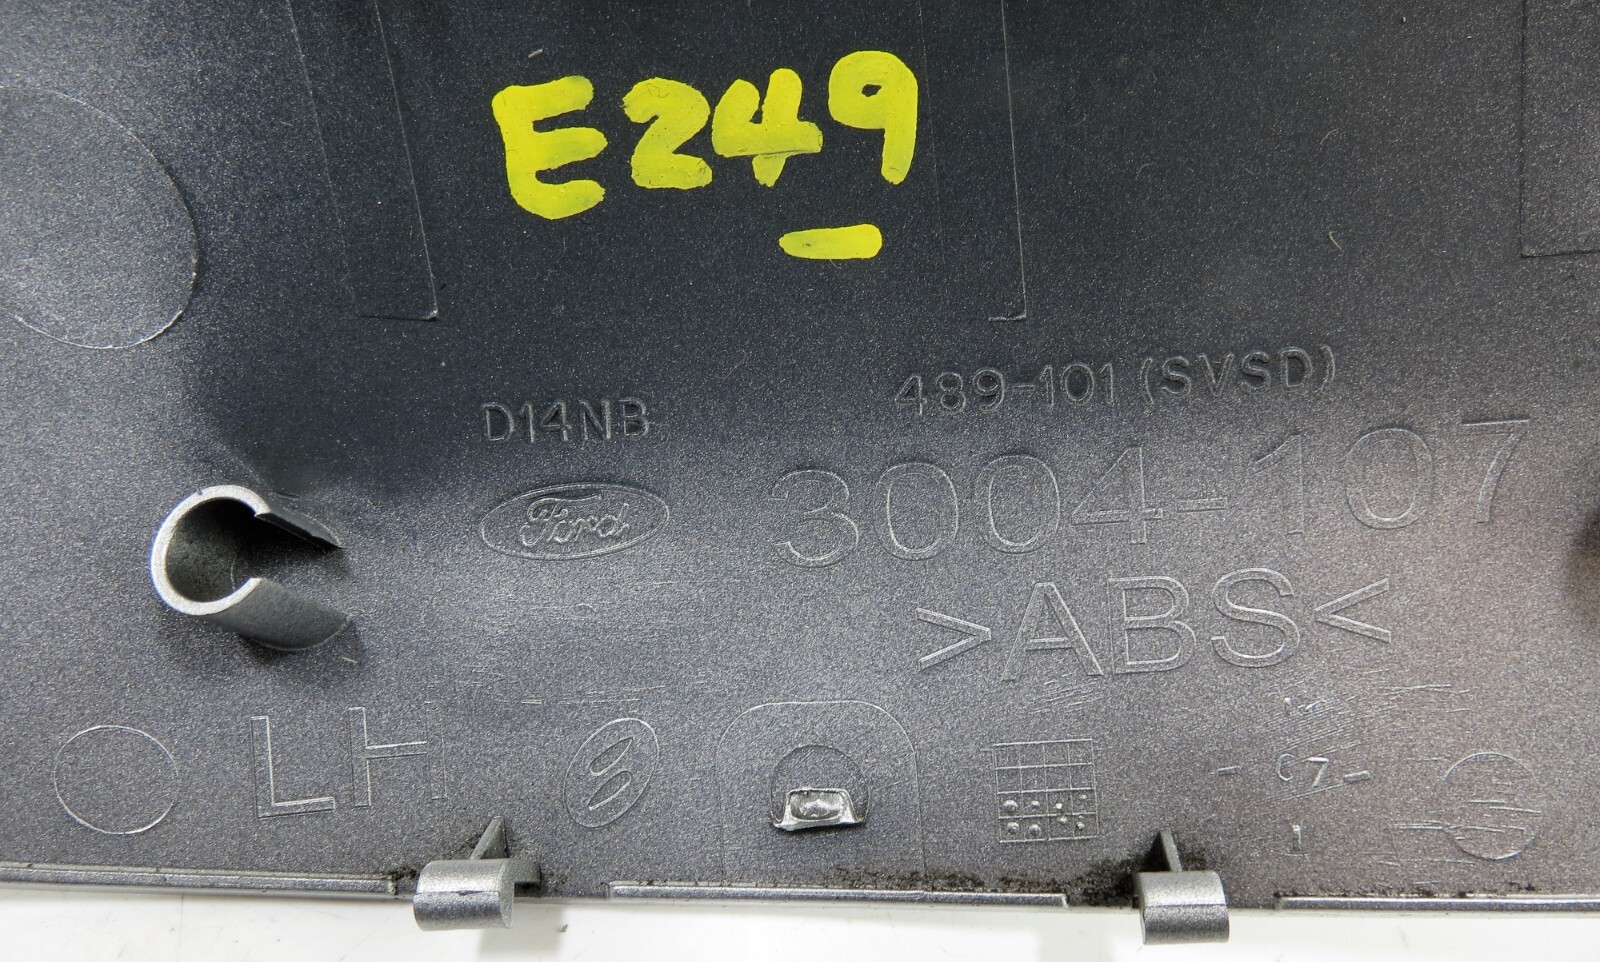 E249
D14NB
489-101 (SVSD)
Ford
3004-107
>ABS<
LH